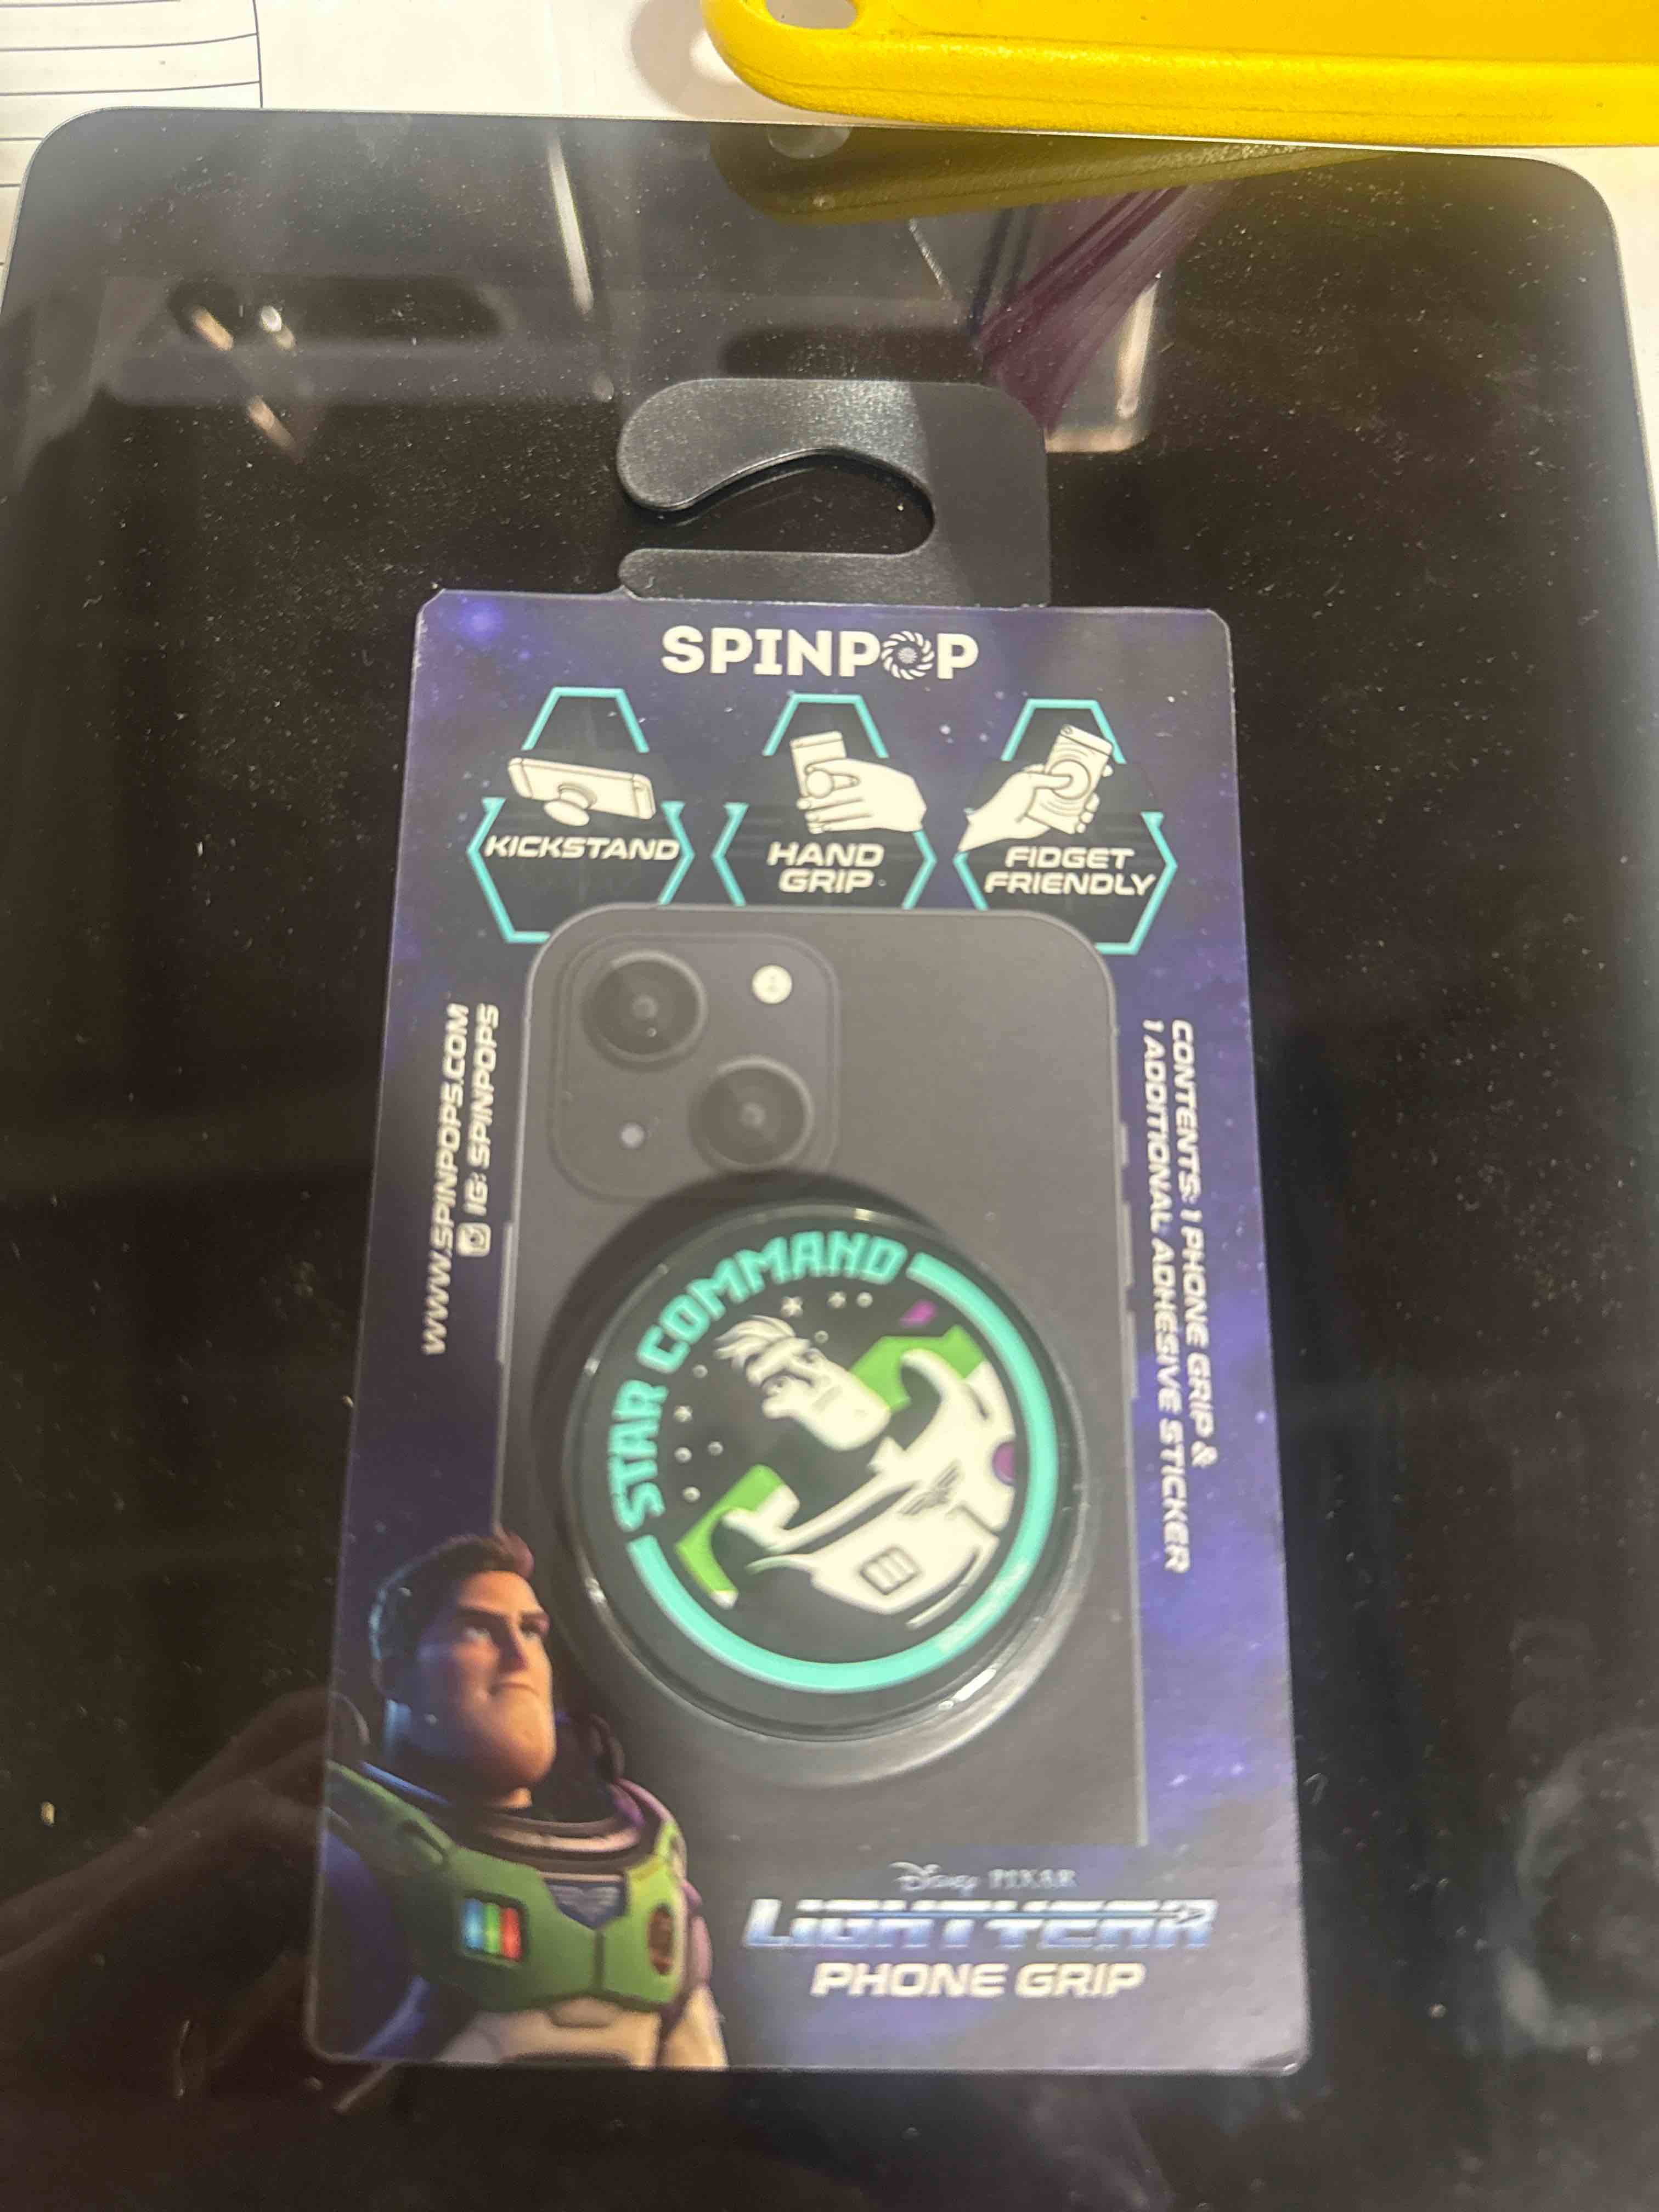 SPINPOP
KICKSTAND
HAND
GRIP
FIDGET
FRIENDLY
WWW.SPINPOPS.COM
IG: SPINPOPS
CONTENTS: 1 PHONE GRIP &
1 ADDITIONAL ADHESIVE STICKER
STAR COMMAND
Disney PIXAR
LIGHTYEAR
PHONE GRIP